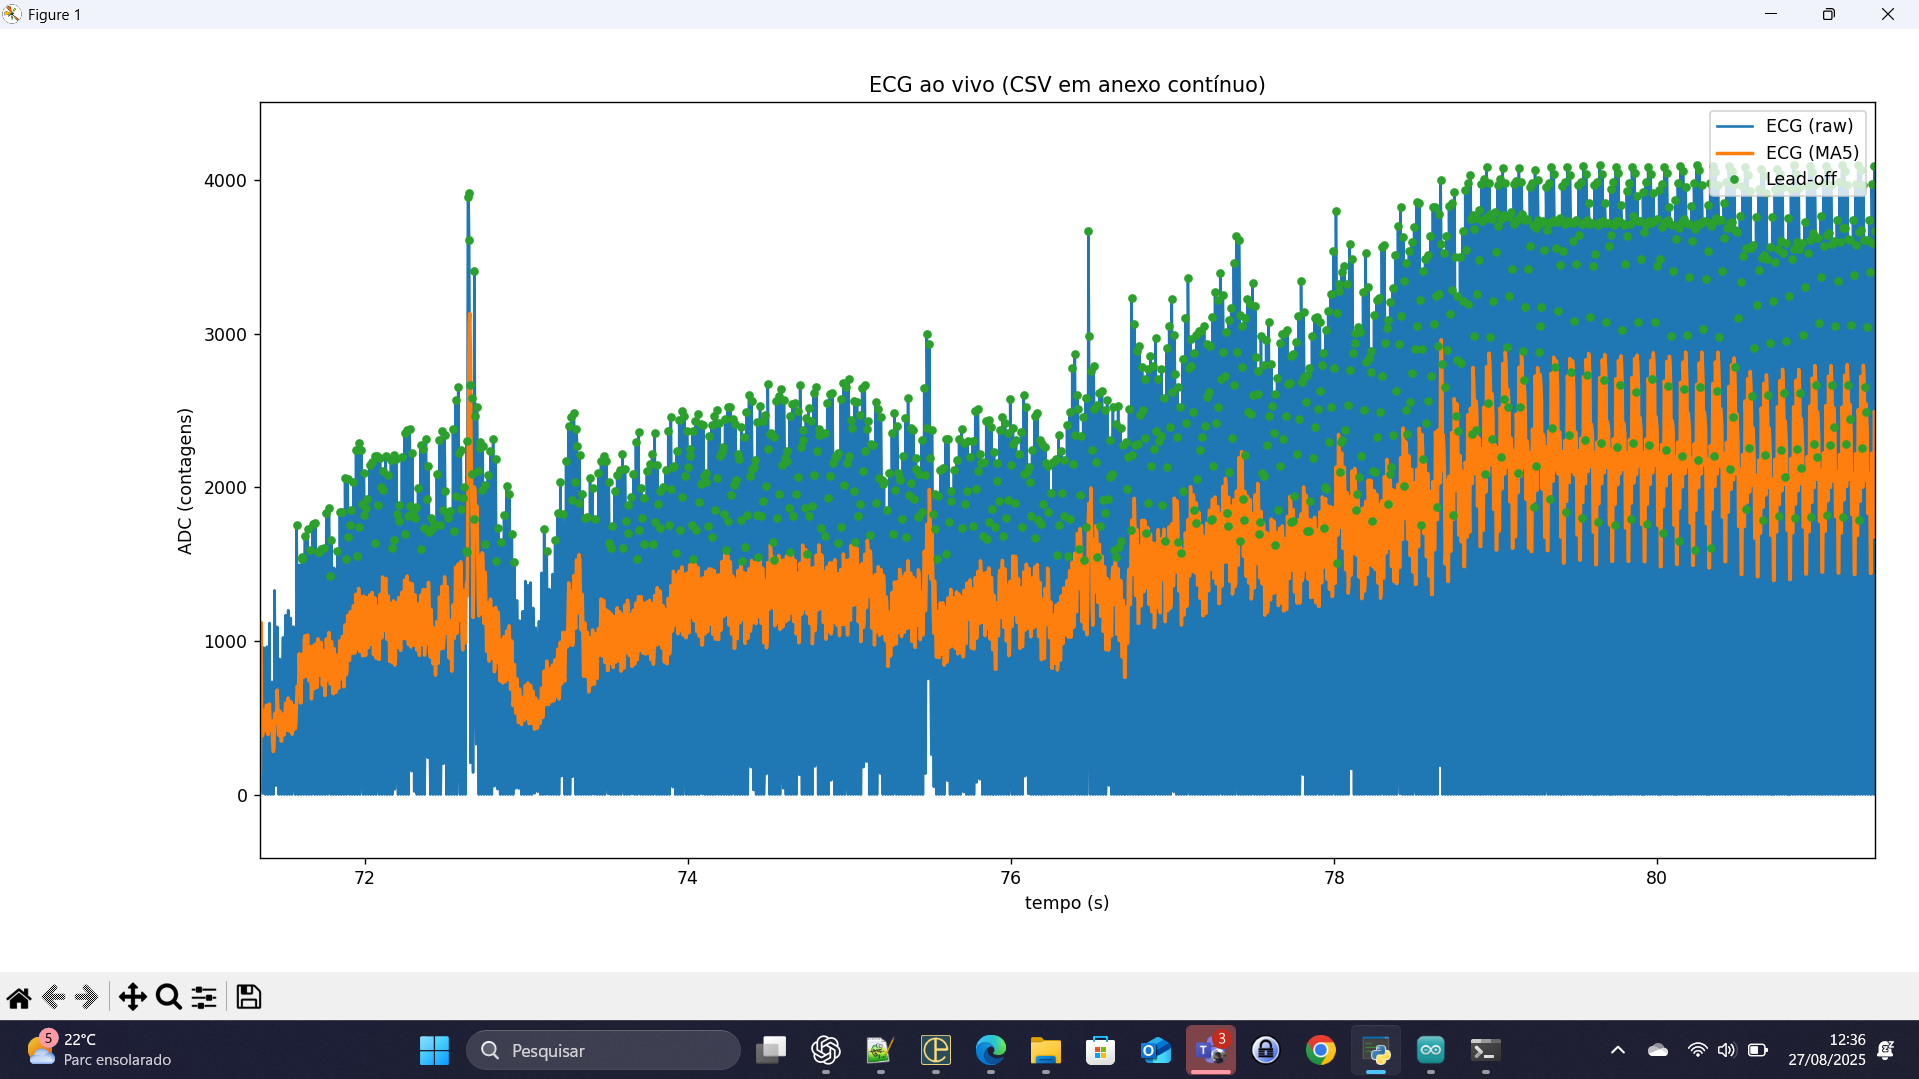 Figure 1
ECG ao vivo (CSV em anexo contínuo)
ECG (raw)
ECG (MA5)
Lead-off
ADC (contagens)
4000
3000
2000
1000
0
72
74
76
78
80
tempo (s)
5
22°C
Parc ensolarado
Pesquisar
3
12:36
27/08/2025